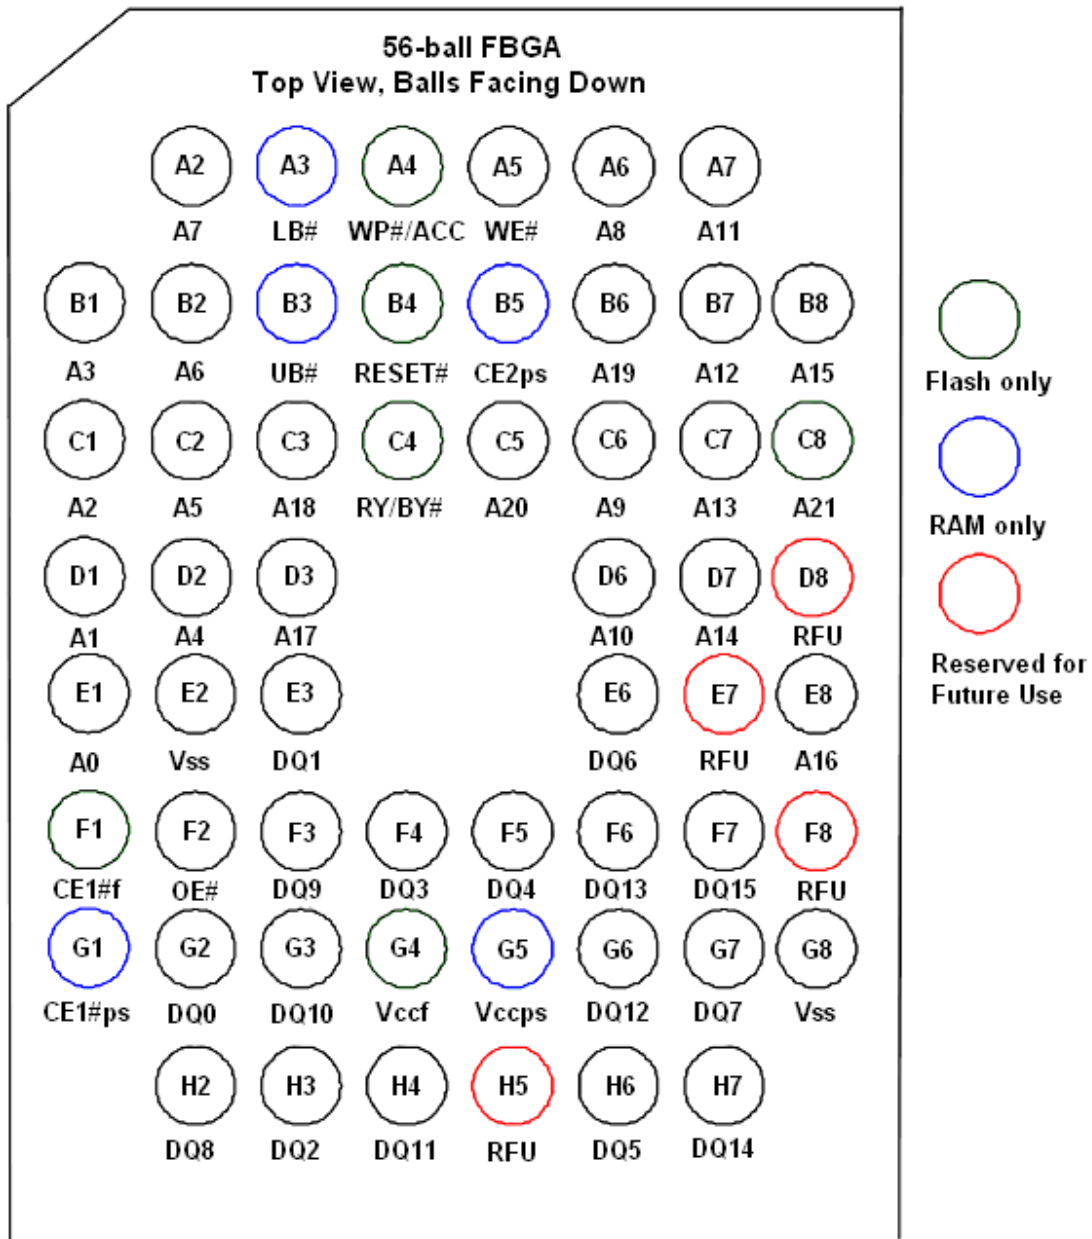 56-ball FBGA
Top View, Balls Facing Down
A2 A3 A4 A5 A6 A7
A7 LB# WP#/ACC WE# A8 A11
B1 B2 B3 B4 B5 B6 B7 B8
A3 A6 UB# RESET# CE2ps A19 A12 A15
C1 C2 C3 C4 C5 C6 C7 C8
A2 A5 A18 RY/BY# A20 A9 A13 A21
D1 D2 D3 D6 D7 D8
A1 A4 A17 A10 A14 RFU
E1 E2 E3 E6 E7 E8
A0 Vss DQ1 DQ6 RFU A16
F1 F2 F3 F4 F5 F6 F7 F8
CE1#f OE# DQ9 DQ3 DQ4 DQ13 DQ15 RFU
G1 G2 G3 G4 G5 G6 G7 G8
CE1#ps DQ0 DQ10 Vccf Vccps DQ12 DQ7 Vss
H2 H3 H4 H5 H6 H7
DQ8 DQ2 DQ11 RFU DQ5 DQ14
Flash only
RAM only
Reserved for
Future Use